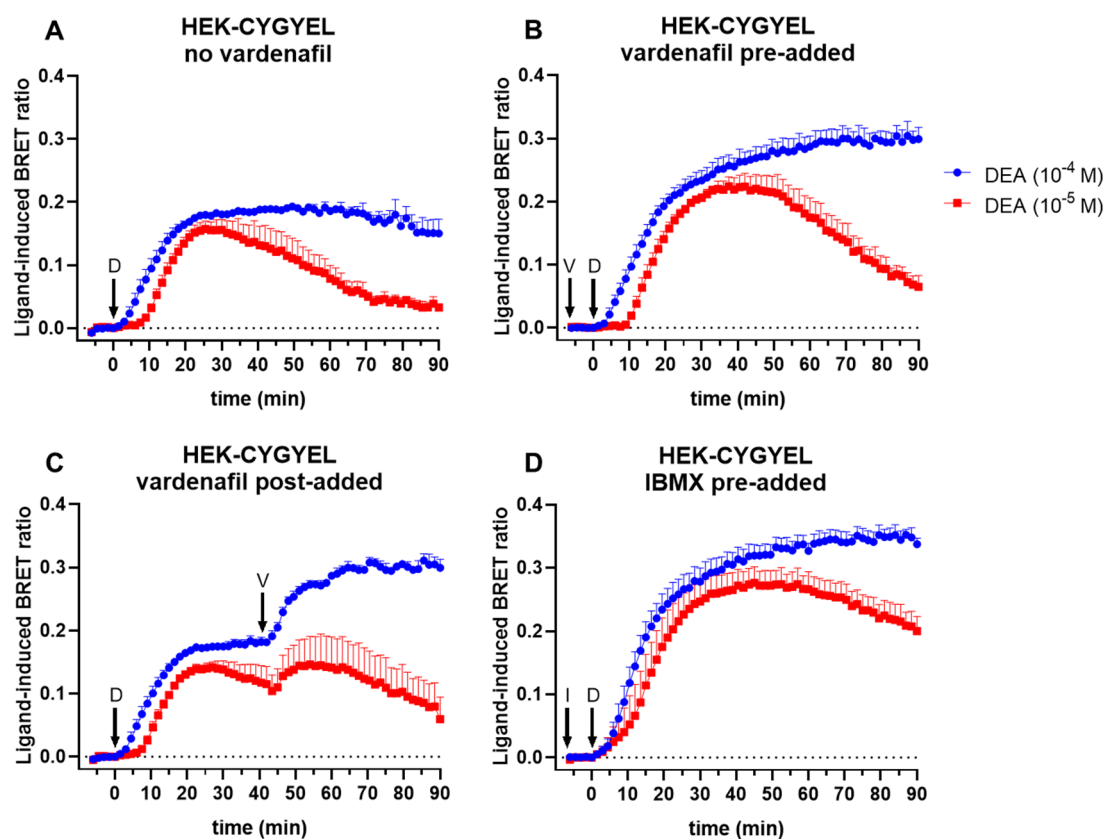 A
HEK-CYGYEL
no vardenafil
Ligand-induced BRET ratio
0.4
0.3
0.2
0.1
0.0
D
0 10 20 30 40 50 60 70 80 90
time (min)
B
HEK-CYGYEL
vardenafil pre-added
Ligand-induced BRET ratio
0.4
0.3
0.2
0.1
0.0
V D
0 10 20 30 40 50 60 70 80 90
time (min)
DEA (10⁻⁴ M)
DEA (10⁻⁵ M)
C
HEK-CYGYEL
vardenafil post-added
Ligand-induced BRET ratio
0.4
0.3
0.2
0.1
0.0
D
V
0 10 20 30 40 50 60 70 80 90
time (min)
D
HEK-CYGYEL
IBMX pre-added
Ligand-induced BRET ratio
0.4
0.3
0.2
0.1
0.0
I D
0 10 20 30 40 50 60 70 80 90
time (min)